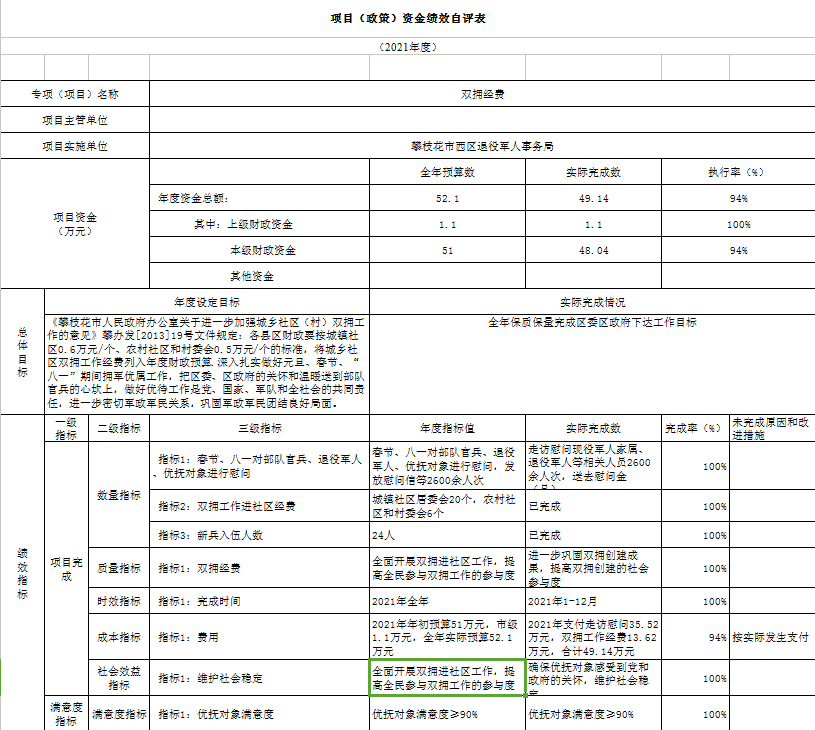 项目（政策）资金绩效自评表
（2021年度）
专项（项目）名称
双拥经费
项目主管单位
项目实施单位
攀枝花市西区退役军人事务局
项目资金
（万元）
全年预算数
实际完成数
执行率（%）
年度资金总额：
52.1
49.14
94%
其中：上级财政资金
1.1
1.1
100%
本级财政资金
51
48.04
94%
其他资金
总体目标
年度设定目标
实际完成情况
《攀枝花市人民政府办公室关于进一步加强城乡社区（村）双拥工
作的意见》攀办发[2013]19号文件规定：各县区财政要按城镇社
区0.6万元/个、农村社区和村委会0.5万元/个的标准，将城乡社
区双拥工作经费列入年度财政预算.深入扎实做好元旦、春节、“
八一”期间拥军优属工作，把区委、区政府的关怀和温暖送到部队
官兵的心坎上，做好优待工作是党、国家、军队和全社会的共同责
任，进一步密切军政军民关系，巩固军政军民团结良好局面。
全年保质保量完成区委区政府下达工作目标
绩效指标
一级
指标
二级指标
三级指标
年度指标值
实际完成数
完成率（%）
未完成原因和改
进措施
项目完
成
数量指标
指标1：春节、八一对部队官兵、退役军人
、优抚对象进行慰问
春节、八一对部队官兵、退役
军人、优抚对象进行慰问，发
放慰问信等2600余人次
走访慰问现役军人家属、
退役军人等相关人员2600
余人次，送去慰问金
100%
指标2：双拥工作进社区经费
城镇社区居委会20个，农村社
区和村委会6个
已完成
100%
指标3：新兵入伍人数
24人
已完成
100%
质量指标
指标1：双拥经费
全面开展双拥进社区工作，提
高全民参与双拥工作的参与度
进一步巩固双拥创建成
果，提高双拥创建的社会
参与度
100%
时效指标
指标1：完成时间
2021年全年
2021年1-12月
100%
成本指标
指标1：费用
2021年年初预算51万元，市级
1.1万元，全年实际预算52.1
万元
2021年支付走访慰问35.52
万元，双拥工作经费13.62
万元，合计49.14万元
94%
按实际发生支付
社会效益
指标
指标1：维护社会稳定
全面开展双拥进社区工作，提
高全民参与双拥工作的参与度
确保优抚对象感受到党和
政府的关怀，维护社会稳
100%
满意度
指标
满意度指标
指标1：优抚对象满意度
优抚对象满意度≥90%
优抚对象满意度≥90%
100%